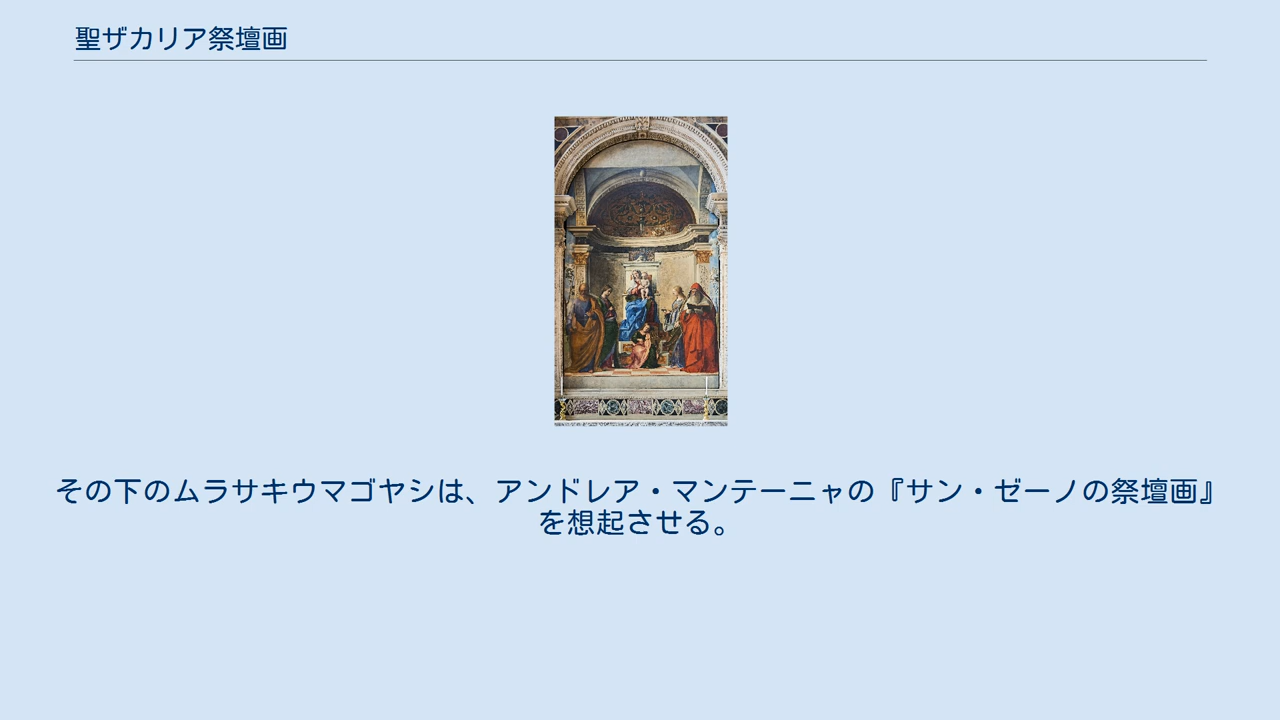 聖ザカリア祭壇画
その下のムラサキウマゴヤシは、アンドレア・マンテーニャの『サン・ゼーノの祭壇画』
を想起させる。